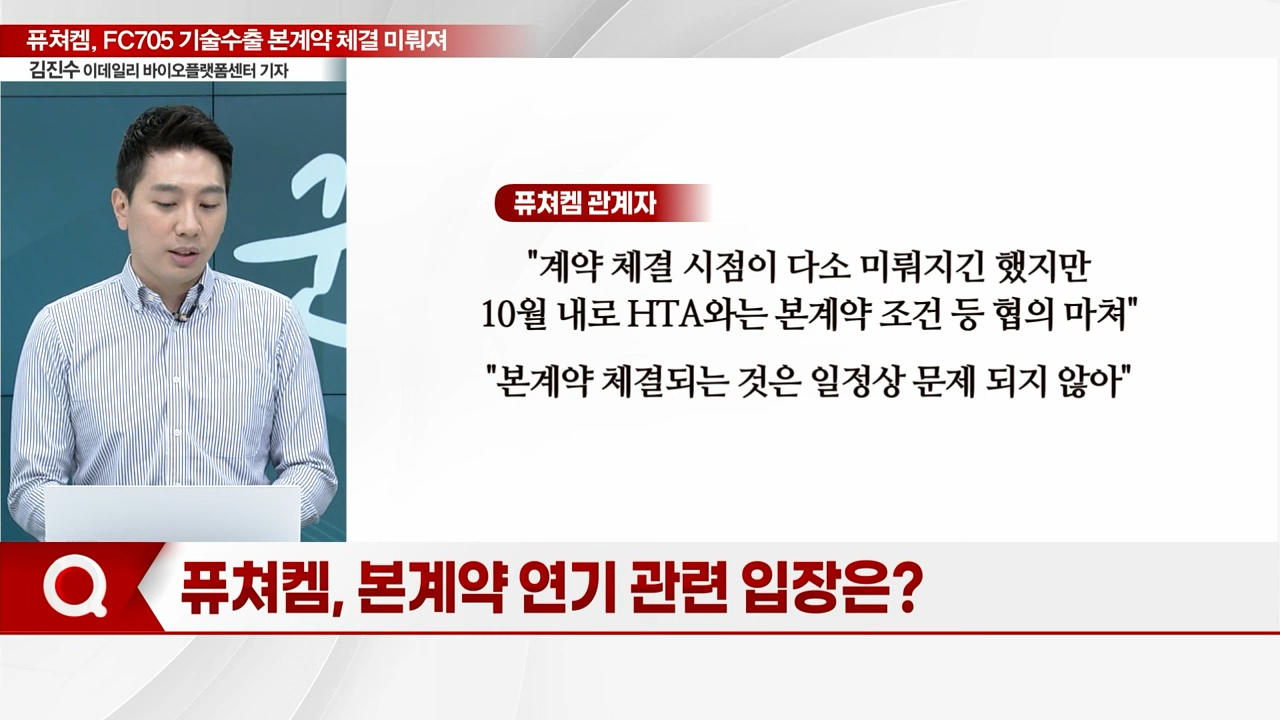 퓨쳐켐, FC705 기술수출 본계약 체결 미뤄져
김진수 이데일리 바이오플랫폼센터 기자
퓨쳐켐 관계자
"계약 체결 시점이 다소 미뤄지긴 했지만
10월 내로 HTA와는 본계약 조건 등 협의 마쳐"
"본계약 체결되는 것은 일정상 문제 되지 않아"
Q
퓨쳐켐, 본계약 연기 관련 입장은?